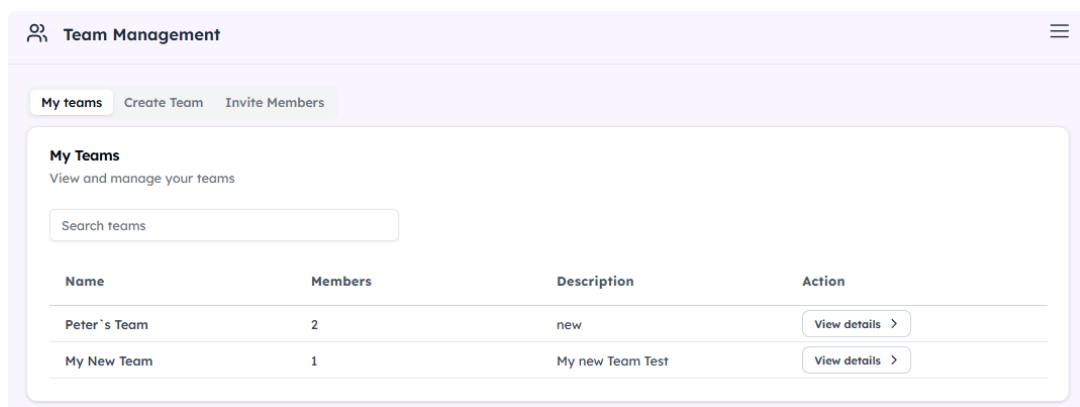 Team Management
My teams Create Team Invite Members
My Teams
View and manage your teams
Search teams
Name Members Description Action
Peter`s Team 2 new View details
My New Team 1 My new Team Test View details